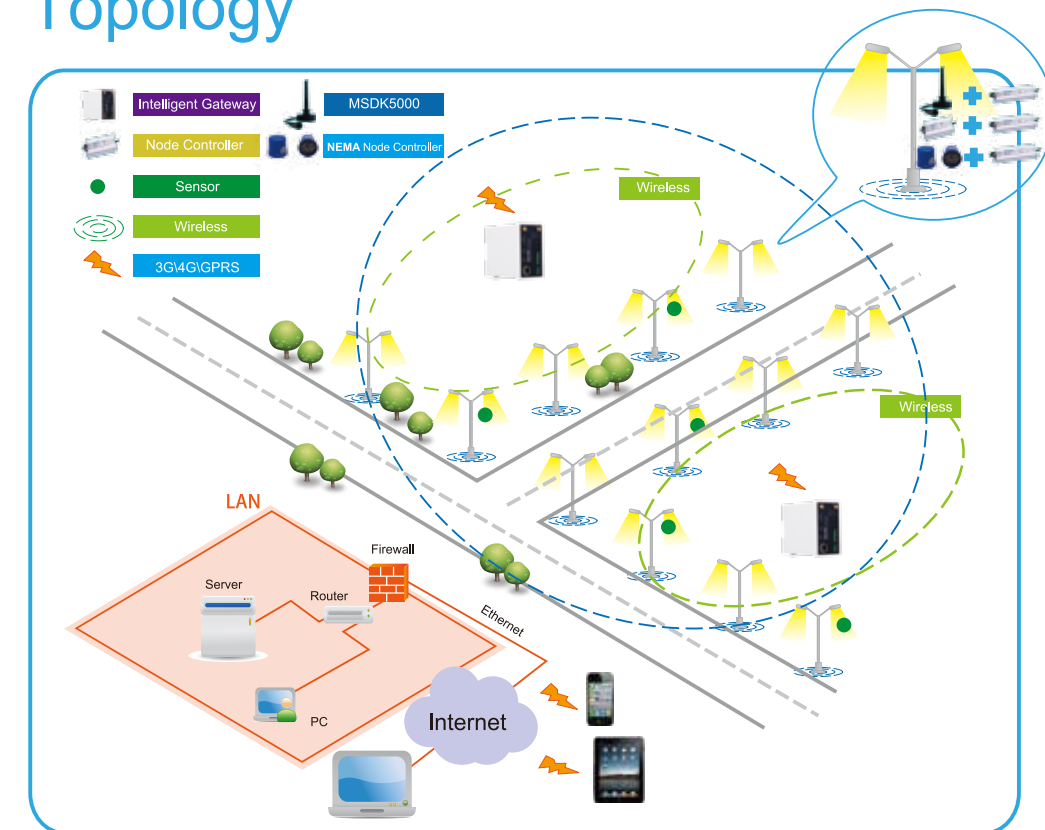 Topology
Intelligent Gateway
MSDK5000
Node Controller
NEMA Node Controller
Sensor
Wireless
Wireless
3G\4G\GPRS
Wireless
LAN
Firewall
Server
Router
Ethernet
PC
Internet